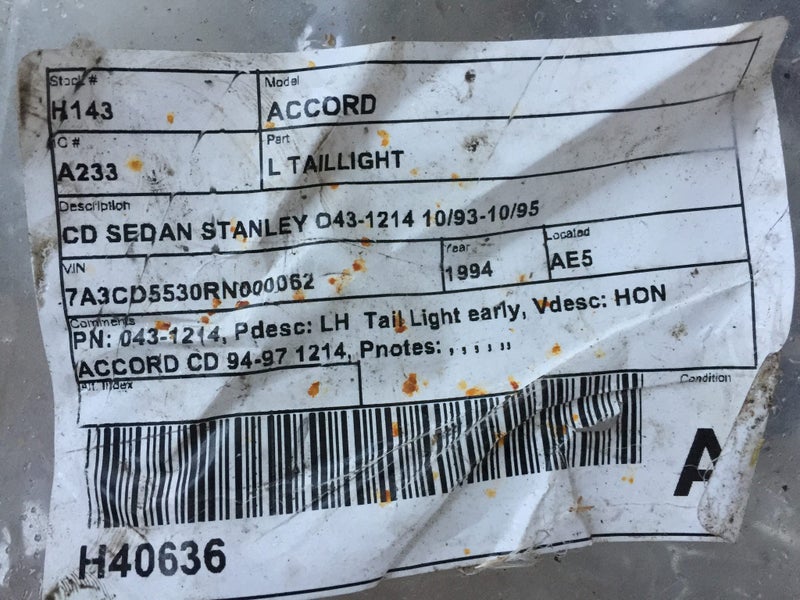 Stock #
H143
Model
ACCORD
IC #
A233
Part
L TAILLIGHT
Description
CD SEDAN STANLEY O43-1214 10/93-10/95
VIN
7A3CD5530RN000062
Year
1994
Located
AE5
Comments
PN: 043-1214, Pdesc: LH Tail Light early, Vdesc: HON
ACCORD CD 94-97 1214, Pnotes: , , , , ,,
Index
Condition
A
H40636